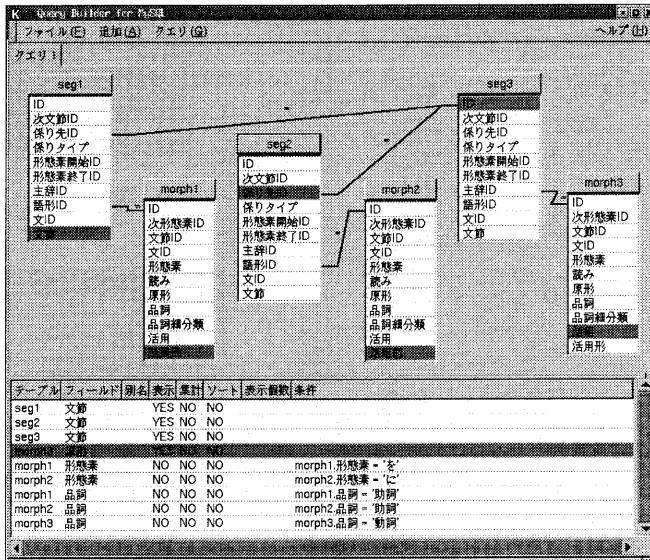 K Query Builder for MySQL
ファイル(F) 追加(A) クエリ(Q) ヘルプ(H)
クエリ 1
seg1
ID
次文節ID
係り先ID
係りタイプ
形態素開始ID
形態素終了ID
主辞ID
語形ID
文ID
文節
morph1
ID
次形態素ID
文節ID
文ID
形態素
読み
原形
品詞
品詞細分類
活用
seg2
ID
次文節ID
係り先ID
係りタイプ
形態素開始ID
形態素終了ID
主辞ID
語形ID
文ID
文節
morph2
ID
次形態素ID
文節ID
文ID
形態素
読み
原形
品詞
品詞細分類
活用
活用形
seg3
ID
次文節ID
係り先ID
係りタイプ
形態素開始ID
形態素終了ID
主辞ID
語形ID
文ID
文節
morph3
ID
次形態素ID
文節ID
文ID
形態素
読み
原形
品詞
品詞細分類
活用
活用形
テーブル フィールド 別名 表示 集計 ソート 表示個数 条件
seg1 文節 YES NO NO
seg2 文節 YES NO NO
seg3 文節 YES NO NO
morph3 原形 YES NO NO
morph1 形態素 NO NO NO morph1.形態素 = 'を'
morph2 形態素 NO NO NO morph2.形態素 = 'に'
morph1 品詞 NO NO NO morph1.品詞 = '助詞'
morph2 品詞 NO NO NO morph2.品詞 = '助詞'
morph3 品詞 NO NO NO morph3.品詞 = '動詞'